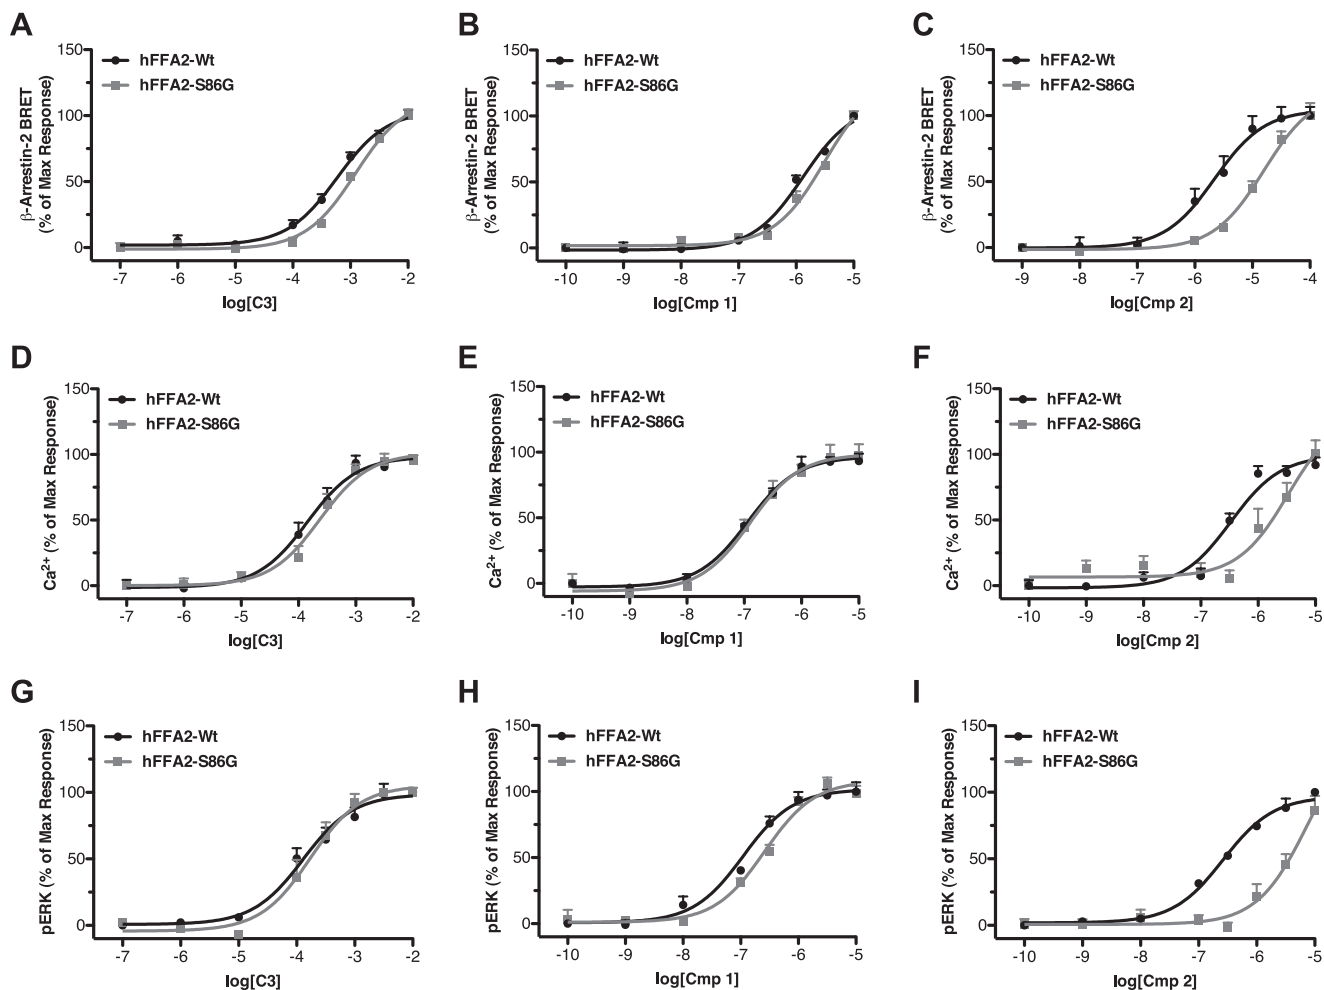 A
150
100
50
0
β-Arrestin-2 BRET
(% of Max Response)
hFFA2-Wt
hFFA2-S86G
-7 -6 -5 -4 -3 -2
log[C3]
B
150
100
50
0
β-Arrestin-2 BRET
(% of Max Response)
hFFA2-Wt
hFFA2-S86G
-10 -9 -8 -7 -6 -5
log[Cmp 1]
C
150
100
50
0
β-Arrestin-2 BRET
(% of Max Response)
hFFA2-Wt
hFFA2-S86G
-9 -8 -7 -6 -5 -4
log[Cmp 2]
D
150
100
50
0
Ca2+ (% of Max Response)
hFFA2-Wt
hFFA2-S86G
-7 -6 -5 -4 -3 -2
log[C3]
E
150
100
50
0
Ca2+ (% of Max Response)
hFFA2-Wt
hFFA2-S86G
-10 -9 -8 -7 -6 -5
log[Cmp 1]
F
150
100
50
0
Ca2+ (% of Max Response)
hFFA2-Wt
hFFA2-S86G
-10 -9 -8 -7 -6 -5
log[Cmp 2]
G
150
100
50
0
pERK (% of Max Response)
hFFA2-Wt
hFFA2-S86G
-7 -6 -5 -4 -3 -2
log[C3]
H
150
100
50
0
pERK (% of Max Response)
hFFA2-Wt
hFFA2-S86G
-10 -9 -8 -7 -6 -5
log[Cmp 1]
I
150
100
50
0
pERK (% of Max Response)
hFFA2-Wt
hFFA2-S86G
-10 -9 -8 -7 -6 -5
log[Cmp 2]